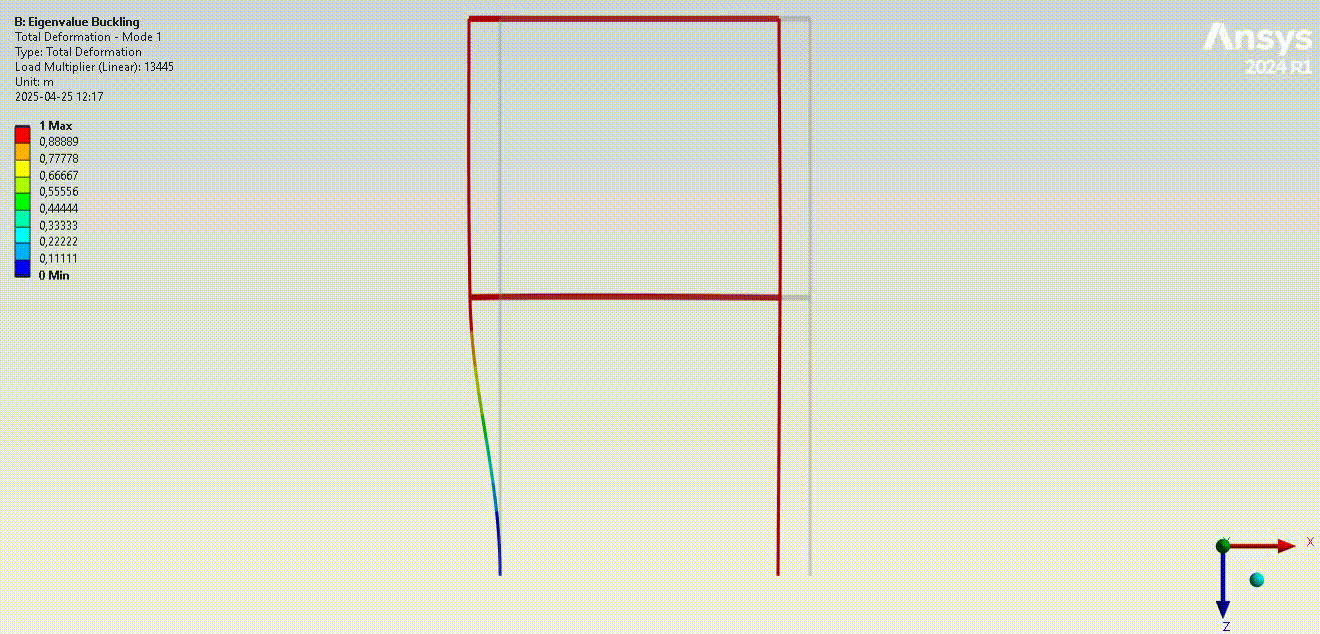 B: Eigenvalue Buckling
Total Deformation - Mode 1
Type: Total Deformation
Load Multiplier (Linear): 13445
Unit: m
2025-04-25 12:17
1 Max
0,88889
0,77778
0,66667
0,55556
0,44444
0,33333
0,22222
0,11111
0 Min
Ansys
2024 R1
X
Z